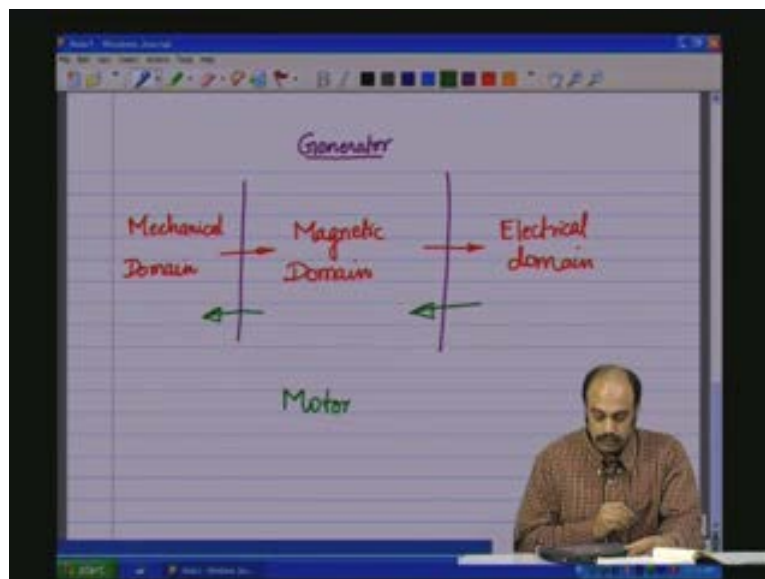 Generator
Mechanical
Domain
Magnetic
Domain
Electrical
domain
Motor